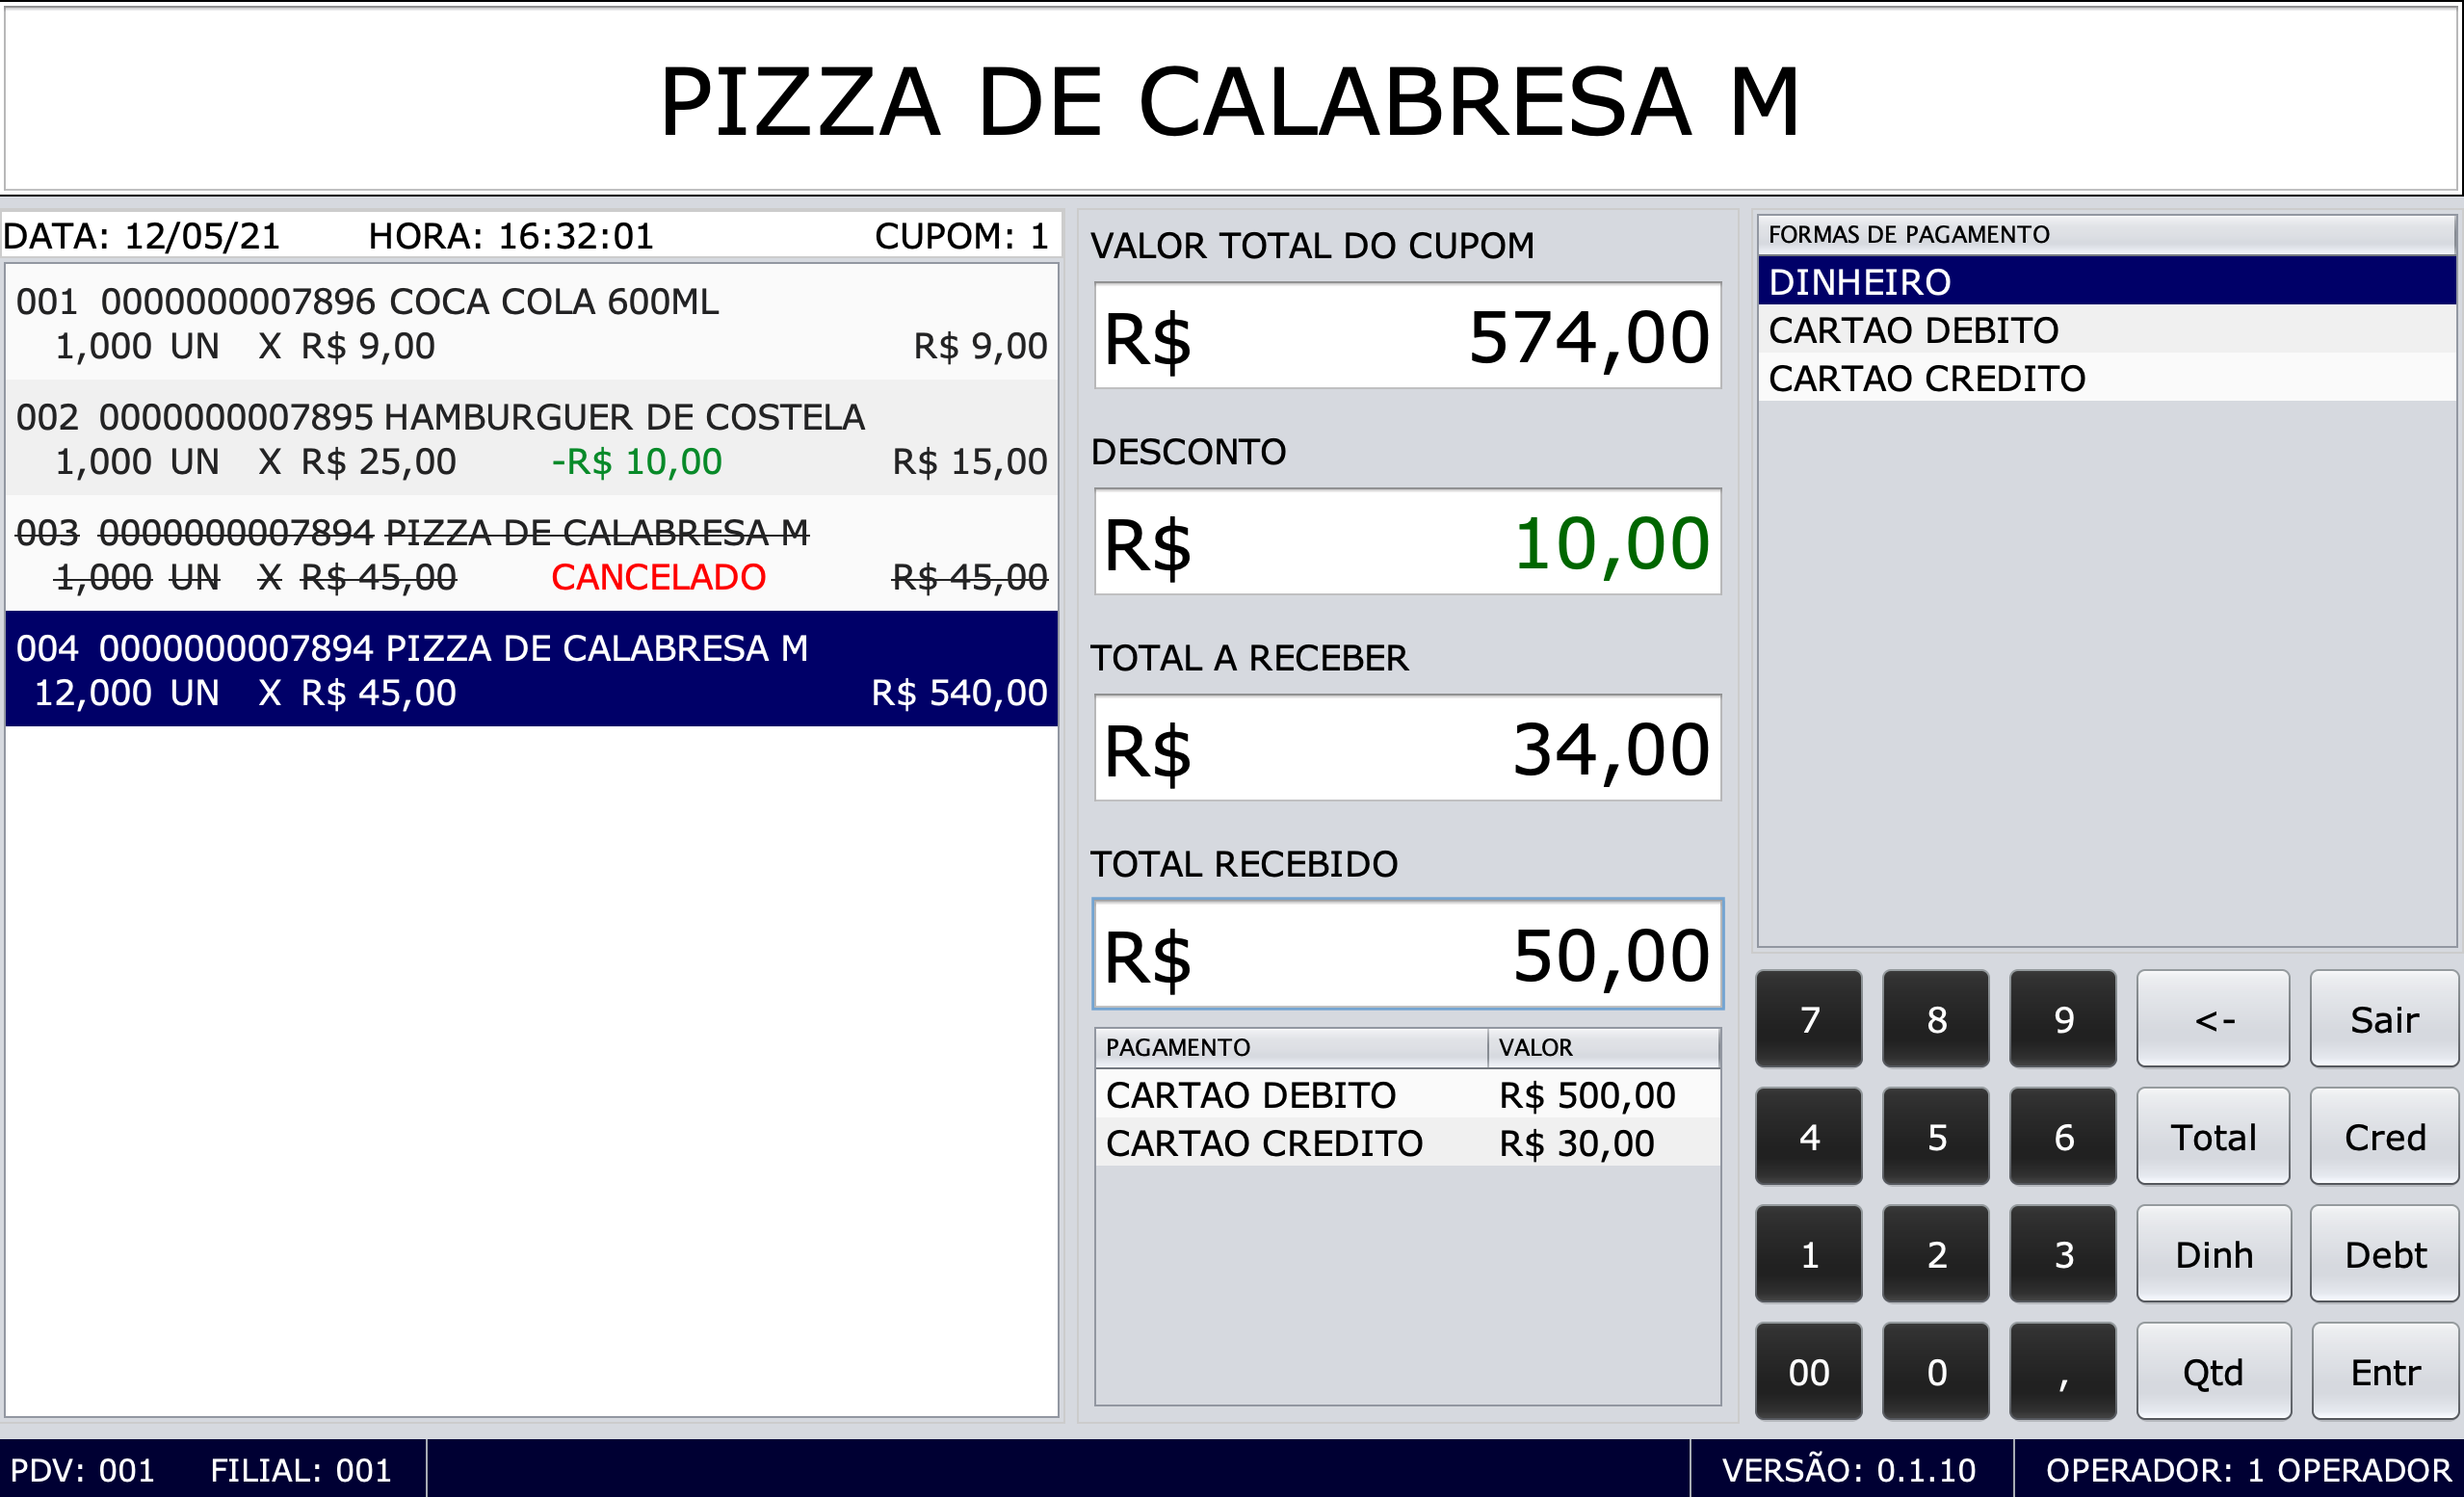 PIZZA DE CALABRESA M
DATA: 12/05/21 HORA: 16:32:01 CUPOM: 1
001 0000000007896 COCA COLA 600ML
1,000 UN X R$ 9,00 R$ 9,00
002 0000000007895 HAMBURGUER DE COSTELA
1,000 UN X R$ 25,00 -R$ 10,00 R$ 15,00
003 0000000007894 PIZZA DE CALABRESA M
1,000 UN X R$ 45,00 CANCELADO R$ 45,00
004 0000000007894 PIZZA DE CALABRESA M
12,000 UN X R$ 45,00 R$ 540,00
VALOR TOTAL DO CUPOM
R$ 574,00
DESCONTO
R$ 10,00
TOTAL A RECEBER
R$ 34,00
TOTAL RECEBIDO
R$ 50,00
PAGAMENTO VALOR
CARTAO DEBITO R$ 500,00
CARTAO CREDITO R$ 30,00
FORMAS DE PAGAMENTO
DINHEIRO
CARTAO DEBITO
CARTAO CREDITO
7 8 9 <- Sair
4 5 6 Total Cred
1 2 3 Dinh Debt
00 0 , Qtd Entr
PDV: 001 FILIAL: 001 VERSÃO: 0.1.10 OPERADOR: 1 OPERADOR